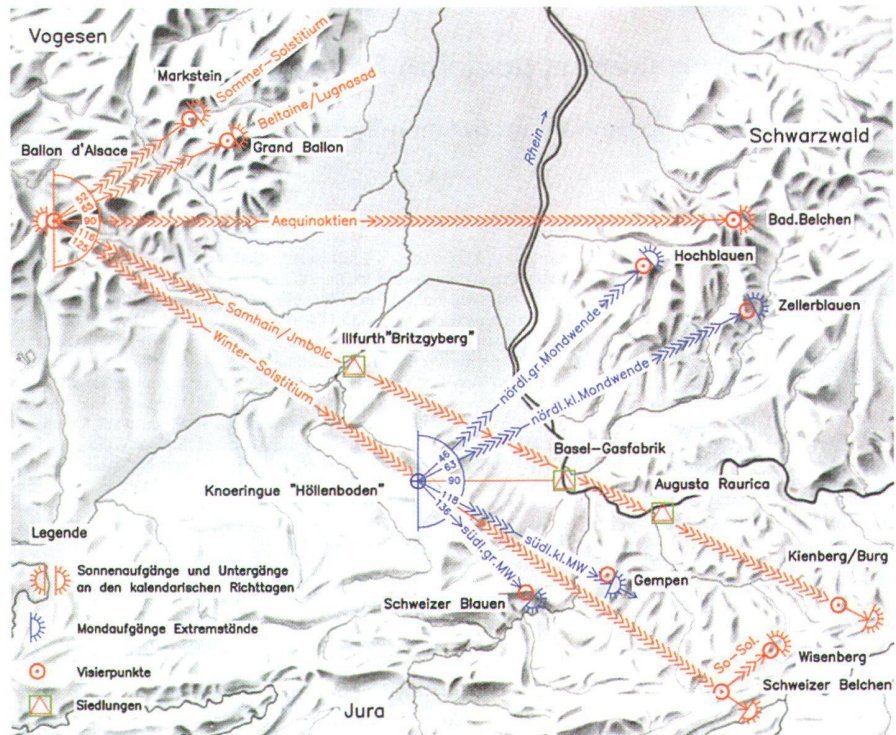 Vogesen
Markstein
Sommer-Solstitium
Beltaine/Lugnasad
Ballon d'Alsace
Grand Ballon
Rhein
Schwarzwald
52
65
90
116
125
Aequinoktien
Bad.Belchen
Hochblauen
Zellerblauen
Samhain/Jmbolc
Winter-Solstitium
Illfurth"Britzgyberg"
nördl.gr.Mondwende
nördl.kl.Mondwende
Basel-Gasfabrik
46
63
90
118
136
Knoeringue "Höllenboden"
Augusta Raurica
südl.kl.MW
südl.gr.MW
Kienberg/Burg
Gempen
Schweizer Blauen
So-Sol.
Wisenberg
Schweizer Belchen
Jura
Legende
Sonnenaufgänge und Untergänge
an den kalendarischen Richttagen
Mondaufgänge Extremstände
Visierpunkte
Siedlungen